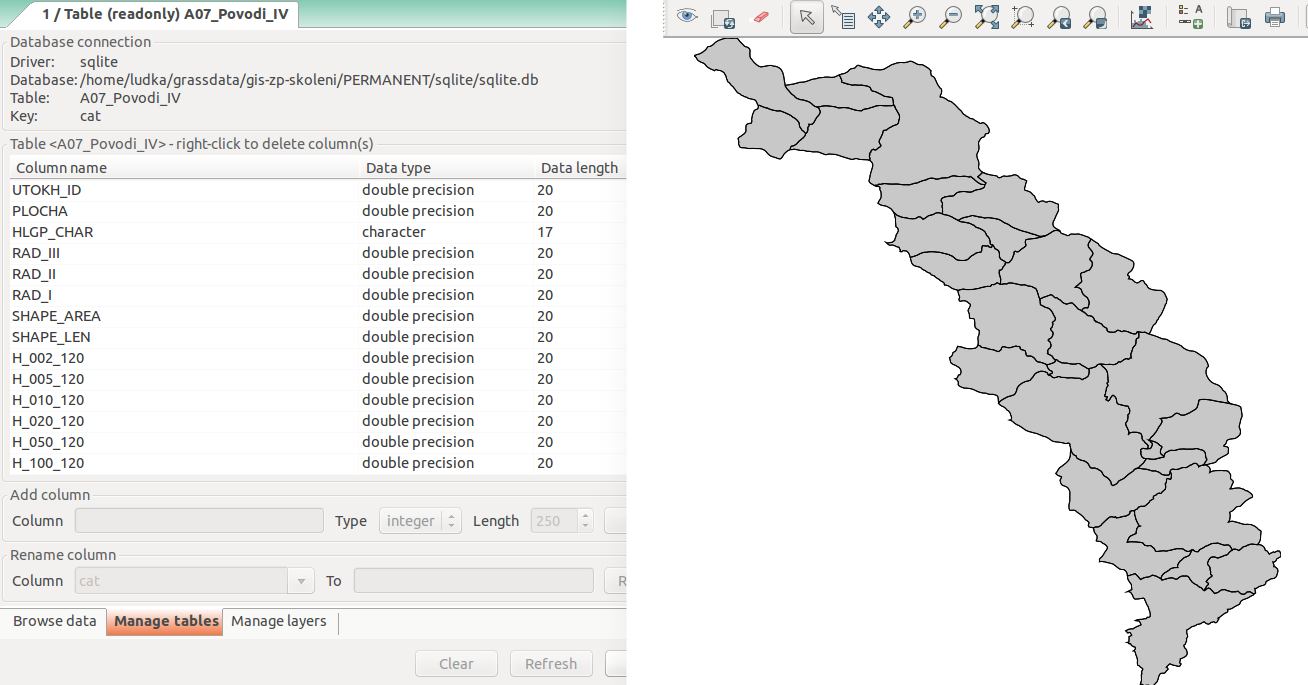 1 / Table (readonly) A07_Povodi_IV
Database connection
Driver: sqlite
Database: /home/ludka/grassdata/gis-zp-skoleni/PERMANENT/sqlite/sqlite.db
Table: A07_Povodi_IV
Key: cat
Table <A07_Povodi_IV> - right-click to delete column(s)
Column name Data type Data length
UTOKH_ID double precision 20
PLOCHA double precision 20
HLGP_CHAR character 17
RAD_III double precision 20
RAD_II double precision 20
RAD_I double precision 20
SHAPE_AREA double precision 20
SHAPE_LEN double precision 20
H_002_120 double precision 20
H_005_120 double precision 20
H_010_120 double precision 20
H_020_120 double precision 20
H_050_120 double precision 20
H_100_120 double precision 20
Add column
Column Type integer Length 250
Rename column
Column cat To R
Browse data Manage tables Manage layers
Clear Refresh